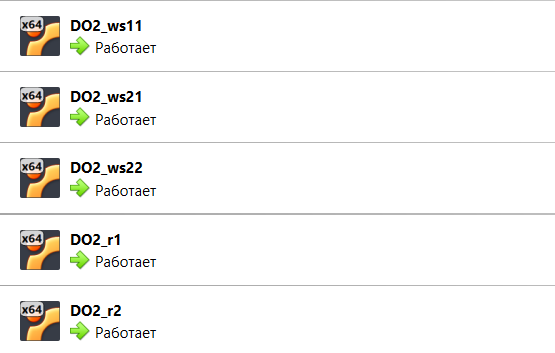 x64
DO2_ws11
Работает
x64
DO2_ws21
Работает
x64
DO2_ws22
Работает
x64
DO2_r1
Работает
x64
DO2_r2
Работает